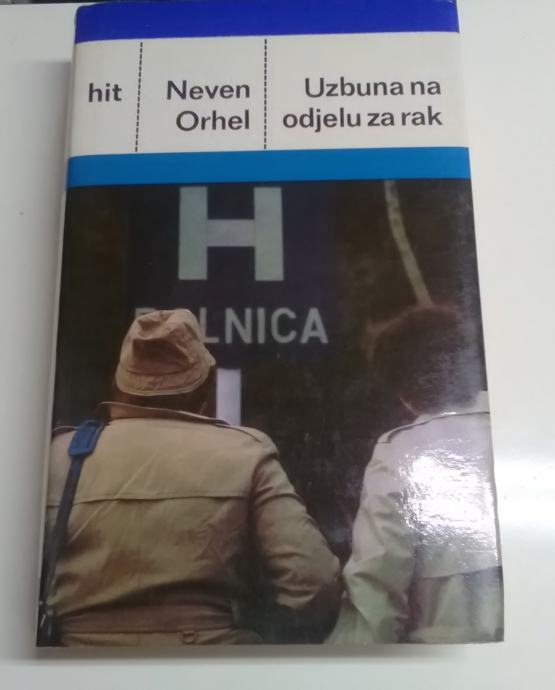 hit
Neven
Orhel
Uzbuna na
odjelu za rak
H
BOLNICA